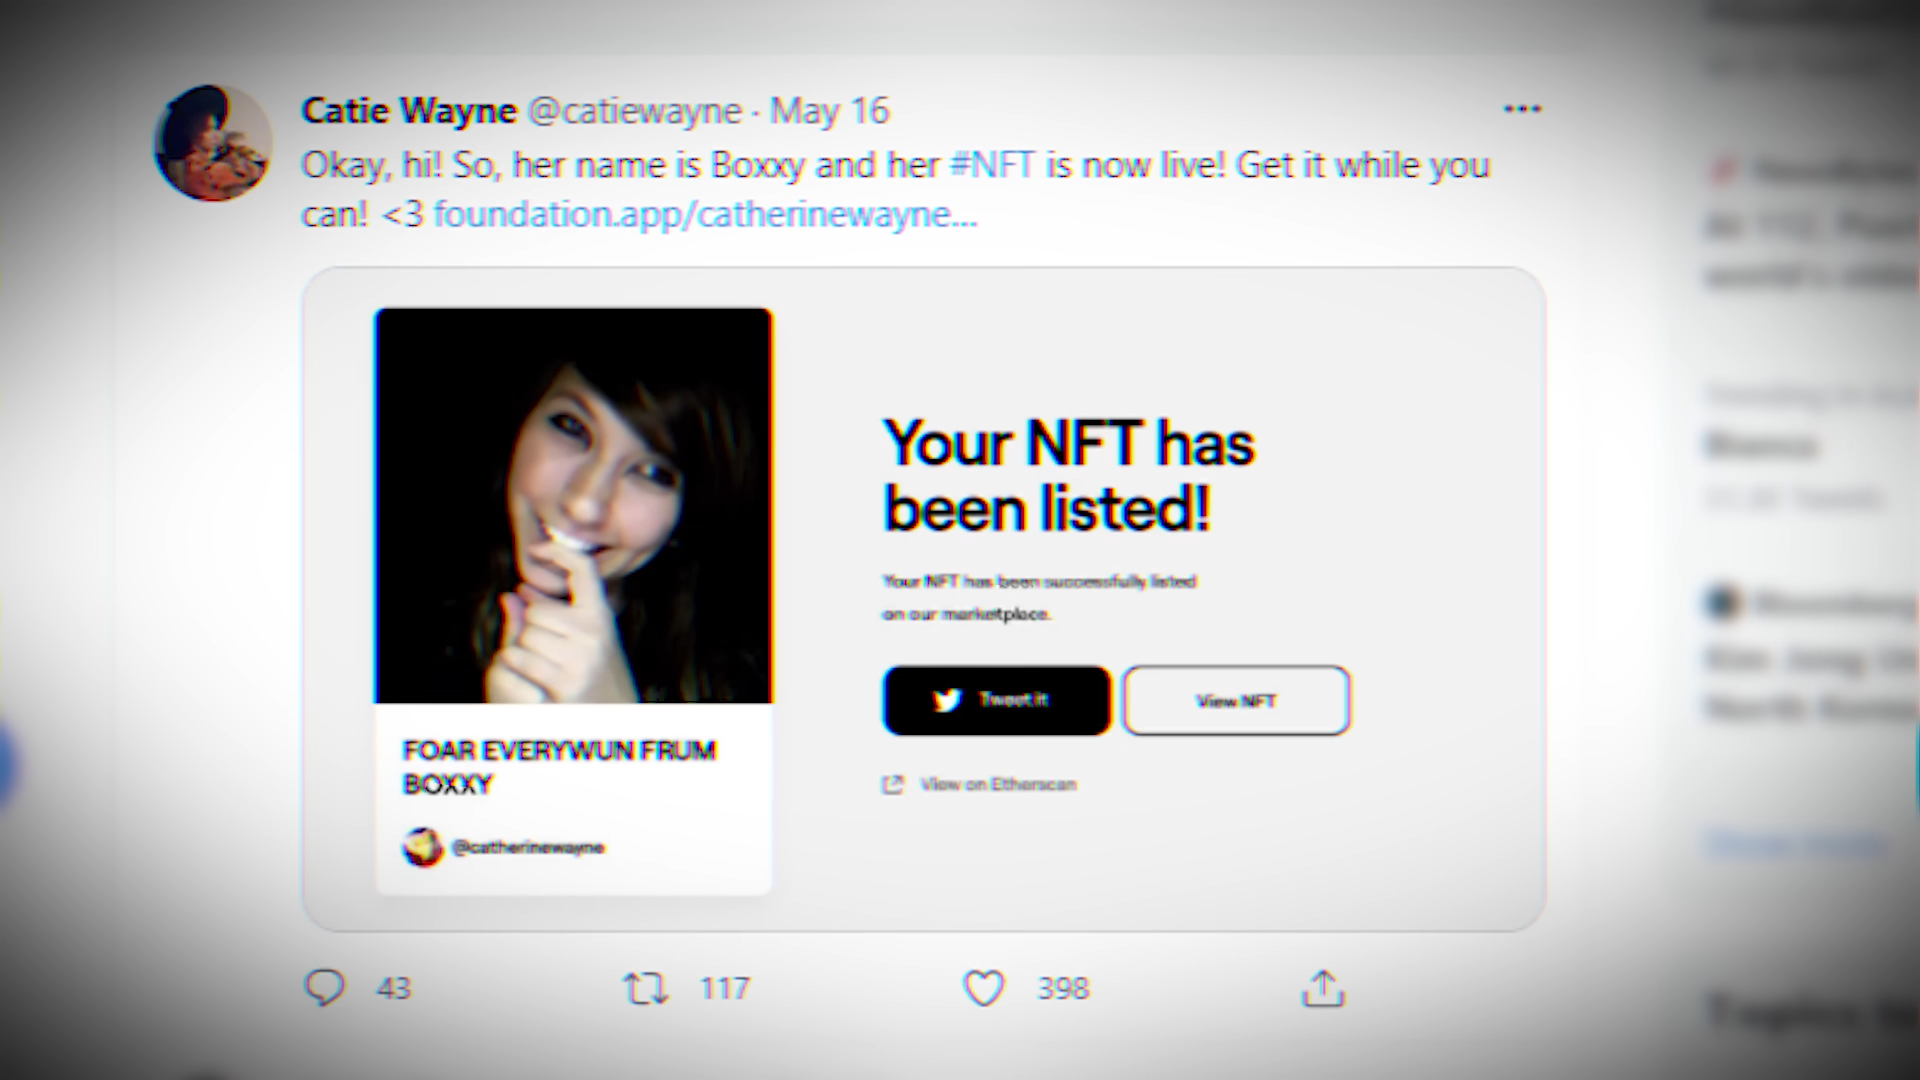 Catie Wayne @catiewayne · May 16
Okay, hi! So, her name is Boxxy and her #NFT is now live! Get it while you
can! <3 foundation.app/catherinewayne...
Your NFT has
been listed!
Your NFT has been successfully listed
on our marketplace.
Tweet it
View NFT
View on Etherscan
FOAR EVERYWUN FRUM
BOXXY
@catherinewayne
43
117
398